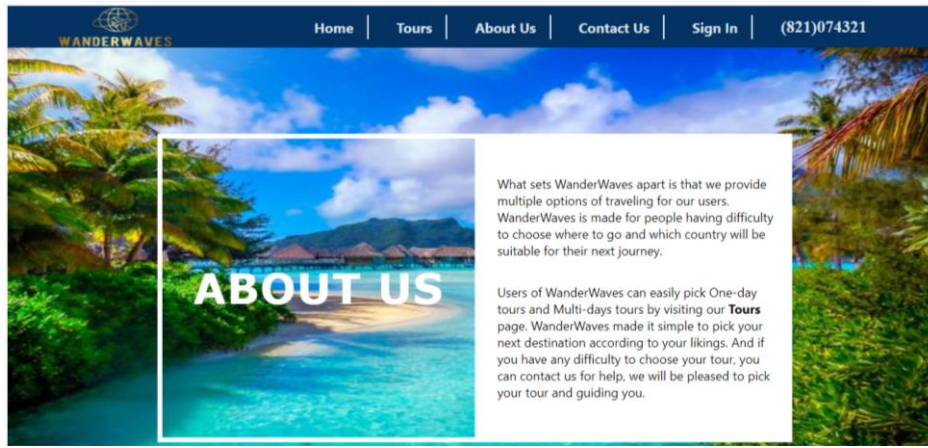 WANDERWAVES
Home | Tours | About Us | Contact Us | Sign In | (821)074321
ABOUT US
What sets WanderWaves apart is that we provide
multiple options of traveling for our users.
WanderWaves is made for people having difficulty
to choose where to go and which country will be
suitable for their next journey.
Users of WanderWaves can easily pick One-day
tours and Multi-days tours by visiting our Tours
page. WanderWaves made it simple to pick your
next destination according to your likings. And if
you have any difficulty to choose your tour, you
can contact us for help, we will be pleased to pick
your tour and guiding you.